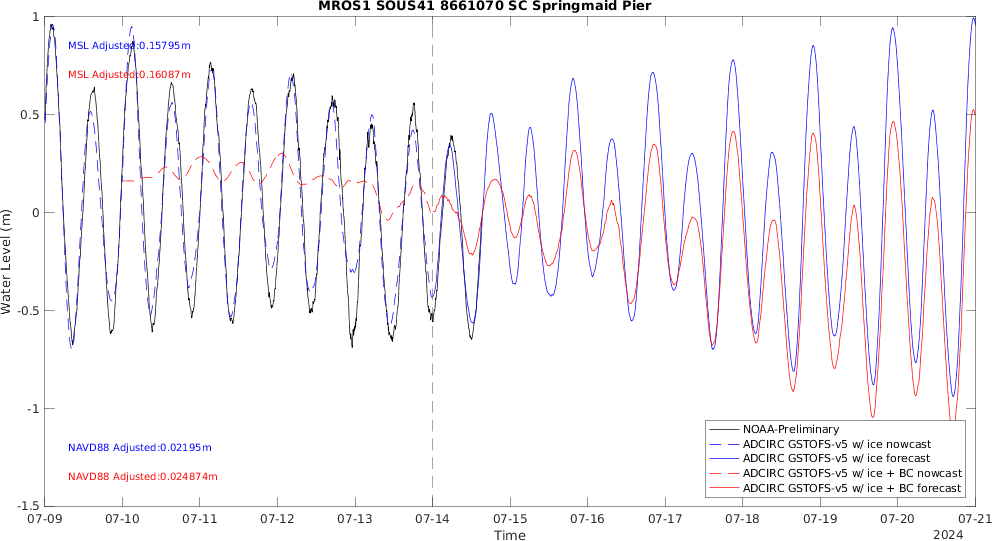 MROS1 SOUS41 8661070 SC Springmaid Pier
1
0.5
0
-0.5
-1
-1.5
Water Level (m)
MSL Adjusted:0.15795m
MSL Adjusted:0.16087m
NAVD88 Adjusted:0.02195m
NAVD88 Adjusted:0.024874m
NOAA-Preliminary
ADCIRC GSTOFS-v5 w/ ice nowcast
ADCIRC GSTOFS-v5 w/ ice forecast
ADCIRC GSTOFS-v5 w/ ice + BC nowcast
ADCIRC GSTOFS-v5 w/ ice + BC forecast
07-09 07-10 07-11 07-12 07-13 07-14 07-15 07-16 07-17 07-18 07-19 07-20 07-21
Time
2024